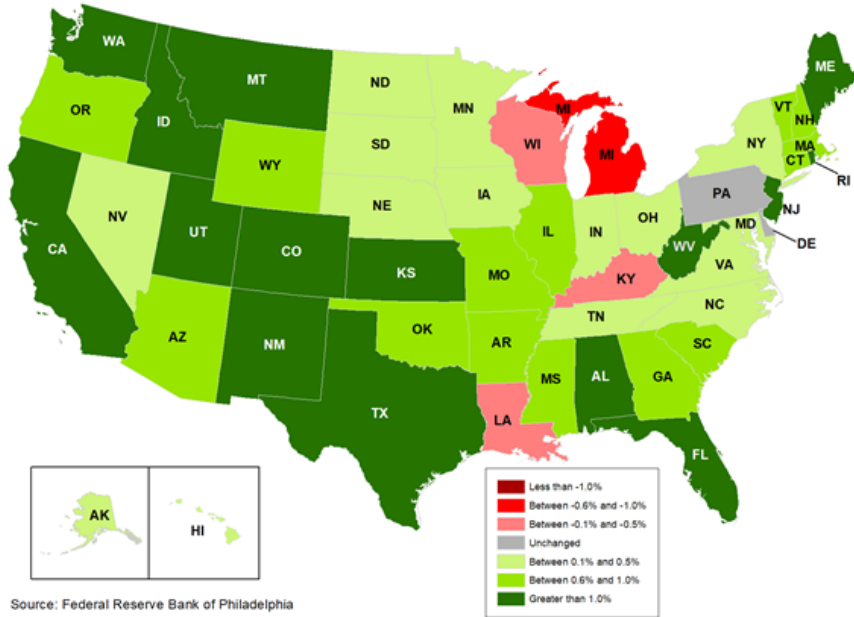 WA
MT
ND
MN
ME
OR
ID
VT
NH
WY
SD
WI
MI
NY
MA
CT
RI
MI
NE
IA
PA
NJ
NV
UT
CO
IL
IN
OH
MD
DE
CA
WV
KS
MO
VA
KY
AZ
NM
OK
AR
TN
NC
SC
TX
MS
AL
GA
LA
FL
AK
HI
Less than -1.0%
Between -0.6% and -1.0%
Between -0.1% and -0.5%
Unchanged
Between 0.1% and 0.5%
Between 0.6% and 1.0%
Greater than 1.0%
Source: Federal Reserve Bank of Philadelphia